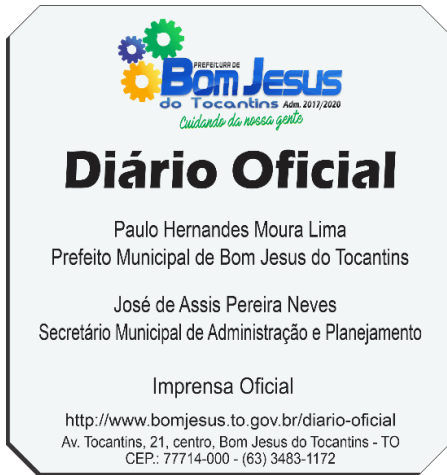 PREFEITURA DE
Bom Jesus
do Tocantins Adm. 2017/2020
Cuidando da nossa gente
Diário Oficial
Paulo Hernandes Moura Lima
Prefeito Municipal de Bom Jesus do Tocantins
José de Assis Pereira Neves
Secretário Municipal de Administração e Planejamento
Imprensa Oficial
http://www.bomjesus.to.gov.br/diario-oficial
Av. Tocantins, 21, centro, Bom Jesus do Tocantins - TO
CEP.: 77714-000 - (63) 3483-1172